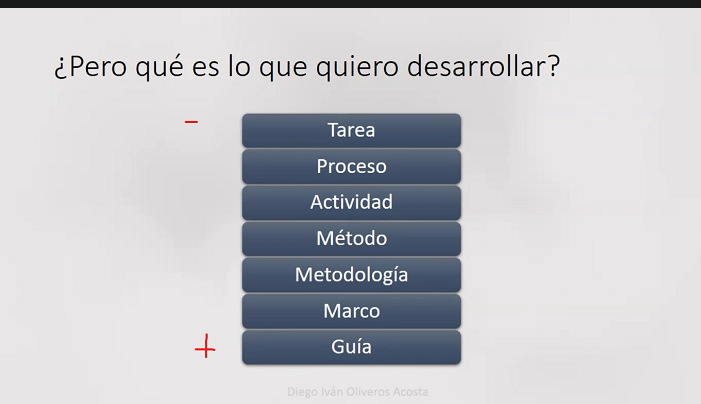 ¿Pero qué es lo que quiero desarrollar?
-
Tarea
Proceso
Actividad
Método
Metodología
Marco
+
Guía
Diego Iván Oliveros Acosta